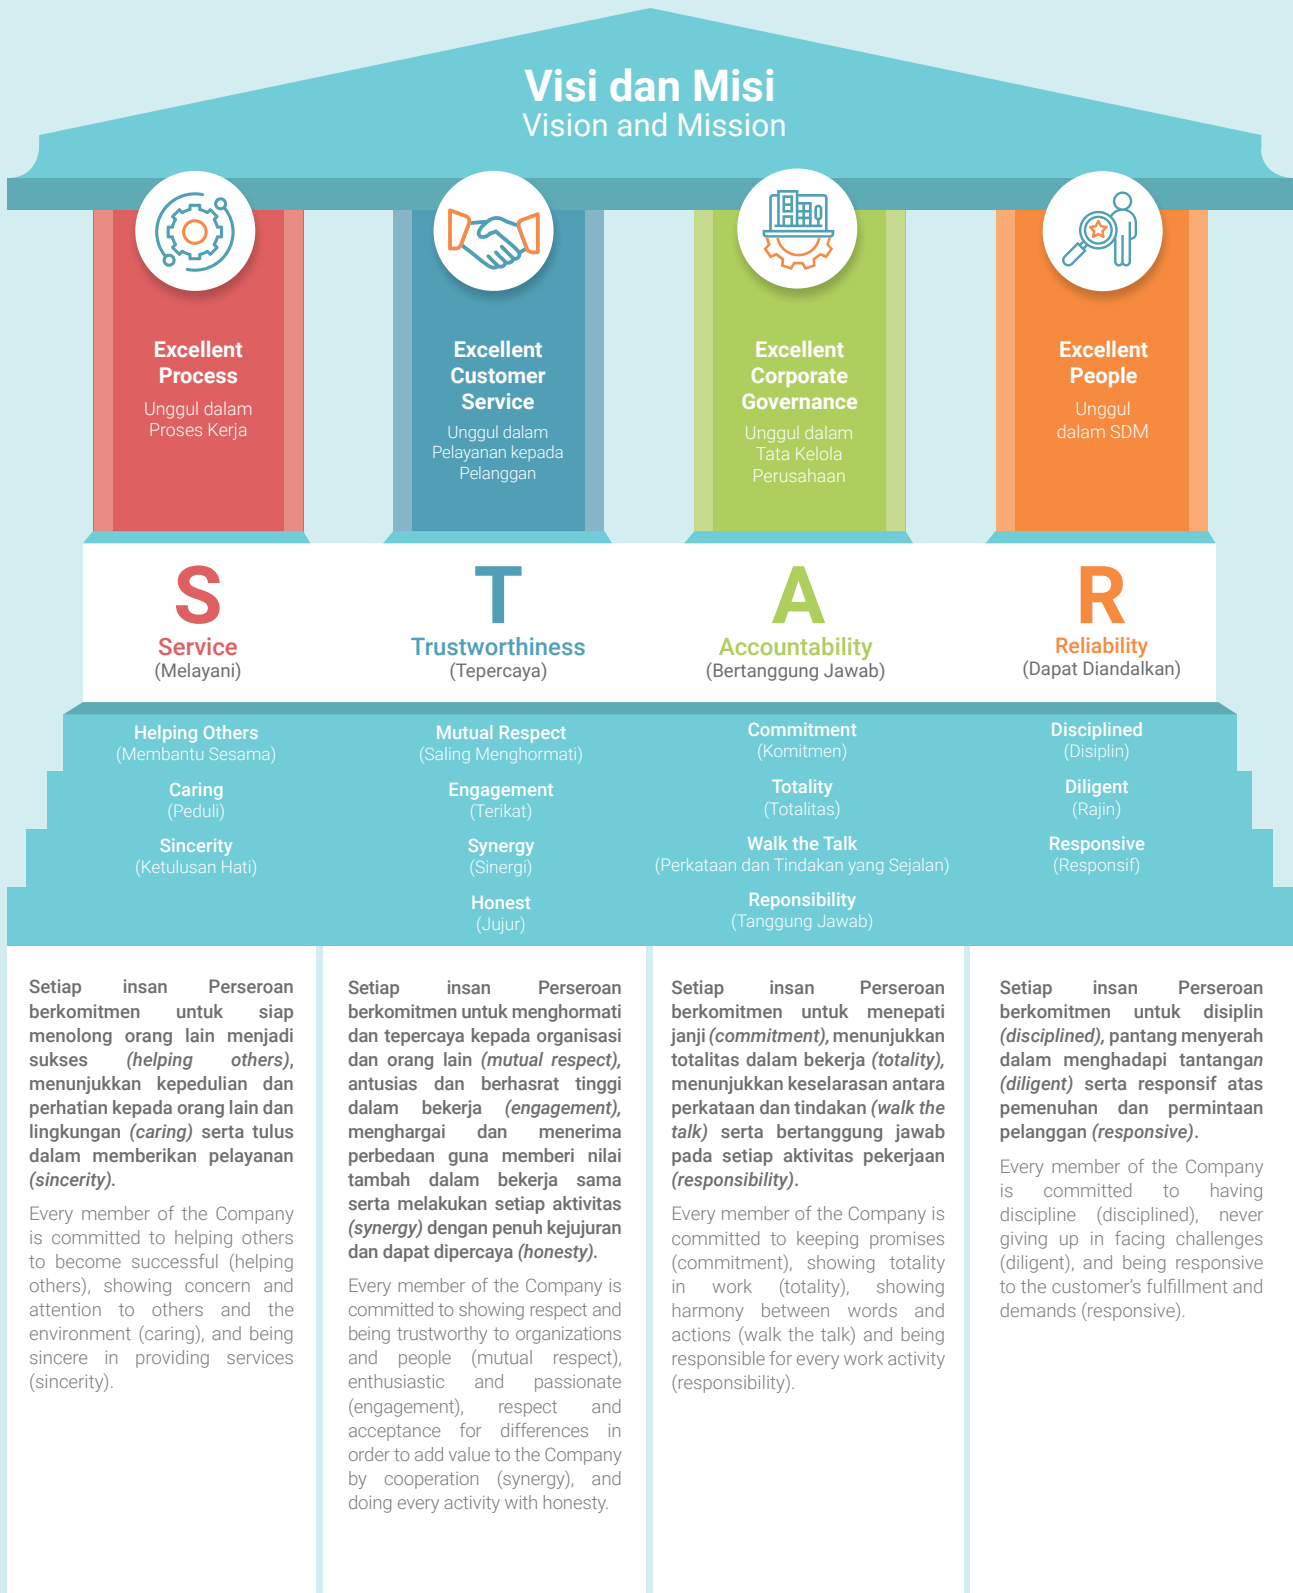 Visi dan Misi
Vision and Mission
Excellent
Process
Unggul dalam
Proses Kerja
Excellent
Customer
Service
Unggul dalam
Pelayanan kepada
Pelanggan
Excellent
Corporate
Governance
Unggul dalam
Tata Kelola
Perusahaan
Excellent
People
Unggul
dalam SDM
S
Service
(Melayani)
T
Trustworthiness
(Tepercaya)
A
Accountability
(Bertanggung Jawab)
R
Reliability
(Dapat Diandalkan)
Helping Others
(Membantu Sesama)
Caring
(Peduli)
Sincerity
(Ketulusan Hati)
Mutual Respect
(Saling Menghormati)
Engagement
(Terikat)
Synergy
(Sinergi)
Honest
(Jujur)
Commitment
(Komitmen)
Totality
(Totalitas)
Walk the Talk
(Perkataan dan Tindakan yang Sejalan)
Reponsibility
(Tanggung Jawab)
Disciplined
(Disiplin)
Diligent
(Rajin)
Responsive
(Responsif)
Setiap insan Perseroan
berkomitmen untuk siap
menolong orang lain menjadi
sukses (helping others),
menunjukkan kepedulian dan
perhatian kepada orang lain dan
lingkungan (caring) serta tulus
dalam memberikan pelayanan
(sincerity).
Every member of the Company
is committed to helping others
to become successful (helping
others), showing concern and
attention to others and the
environment (caring), and being
sincere in providing services
(sincerity).
Setiap insan Perseroan
berkomitmen untuk menghormati
dan tepercaya kepada organisasi
dan orang lain (mutual respect),
antusias dan berhasrat tinggi
dalam bekerja (engagement),
menghargai dan menerima
perbedaan guna memberi nilai
tambah dalam bekerja sama
serta melakukan setiap aktivitas
(synergy) dengan penuh kejujuran
dan dapat dipercaya (honesty).
Every member of the Company is
committed to showing respect and
being trustworthy to organizations
and people (mutual respect),
enthusiastic and passionate
(engagement), respect and
acceptance for differences in
order to add value to the Company
by cooperation (synergy), and
doing every activity with honesty.
Setiap insan Perseroan
berkomitmen untuk menepati
janji (commitment), menunjukkan
totalitas dalam bekerja (totality),
menunjukkan keselarasan antara
perkataan dan tindakan (walk the
talk) serta bertanggung jawab
pada setiap aktivitas pekerjaan
(responsibility).
Every member of the Company is
committed to keeping promises
(commitment), showing totality
in work (totality), showing
harmony between words and
actions (walk the talk) and being
responsible for every work activity
(responsibility).
Setiap insan Perseroan
berkomitmen untuk disiplin
(disciplined), pantang menyerah
dalam menghadapi tantangan
(diligent) serta responsif atas
pemenuhan dan permintaan
pelanggan (responsive).
Every member of the Company
is committed to having
discipline (disciplined), never
giving up in facing challenges
(diligent), and being responsive
to the customer's fulfillment and
demands (responsive).